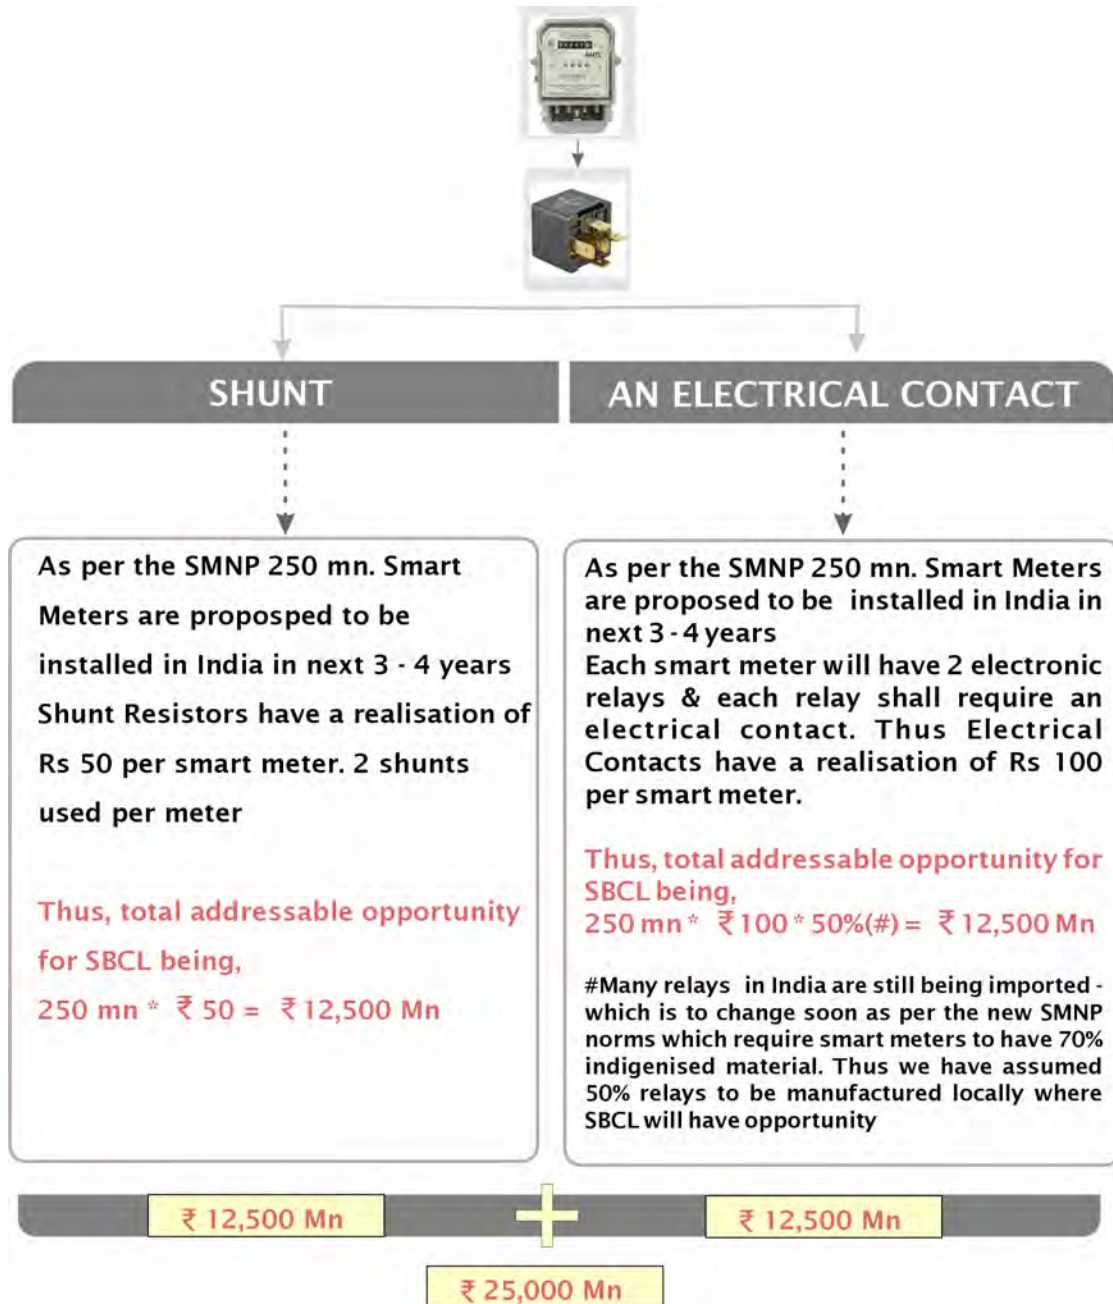 SHUNT
As per the SMNP 250 mn. Smart
Meters are propospped to be
installed in India in next 3 - 4 years
Shunt Resistors have a realisation of
Rs 50 per smart meter. 2 shunts
used per meter
Thus, total addressable opportunity
for SBCL being,
250 mn * ₹ 50 = ₹ 12,500 Mn
AN ELECTRICAL CONTACT
As per the SMNP 250 mn. Smart Meters
are proposed to be installed in India in
next 3 - 4 years
Each smart meter will have 2 electronic
relays & each relay shall require an
electrical contact. Thus Electrical
Contacts have a realisation of Rs 100
per smart meter.
Thus, total addressable opportunity for
SBCL being,
250 mn * ₹ 100 * 50%(#) = ₹ 12,500 Mn
#Many relays in India are still being imported -
which is to change soon as per the new SMNP
norms which require smart meters to have 70%
indigenised material. Thus we have assumed
50% relays to be manufactured locally where
SBCL will have opportunity
₹ 12,500 Mn + ₹ 12,500 Mn
₹ 25,000 Mn